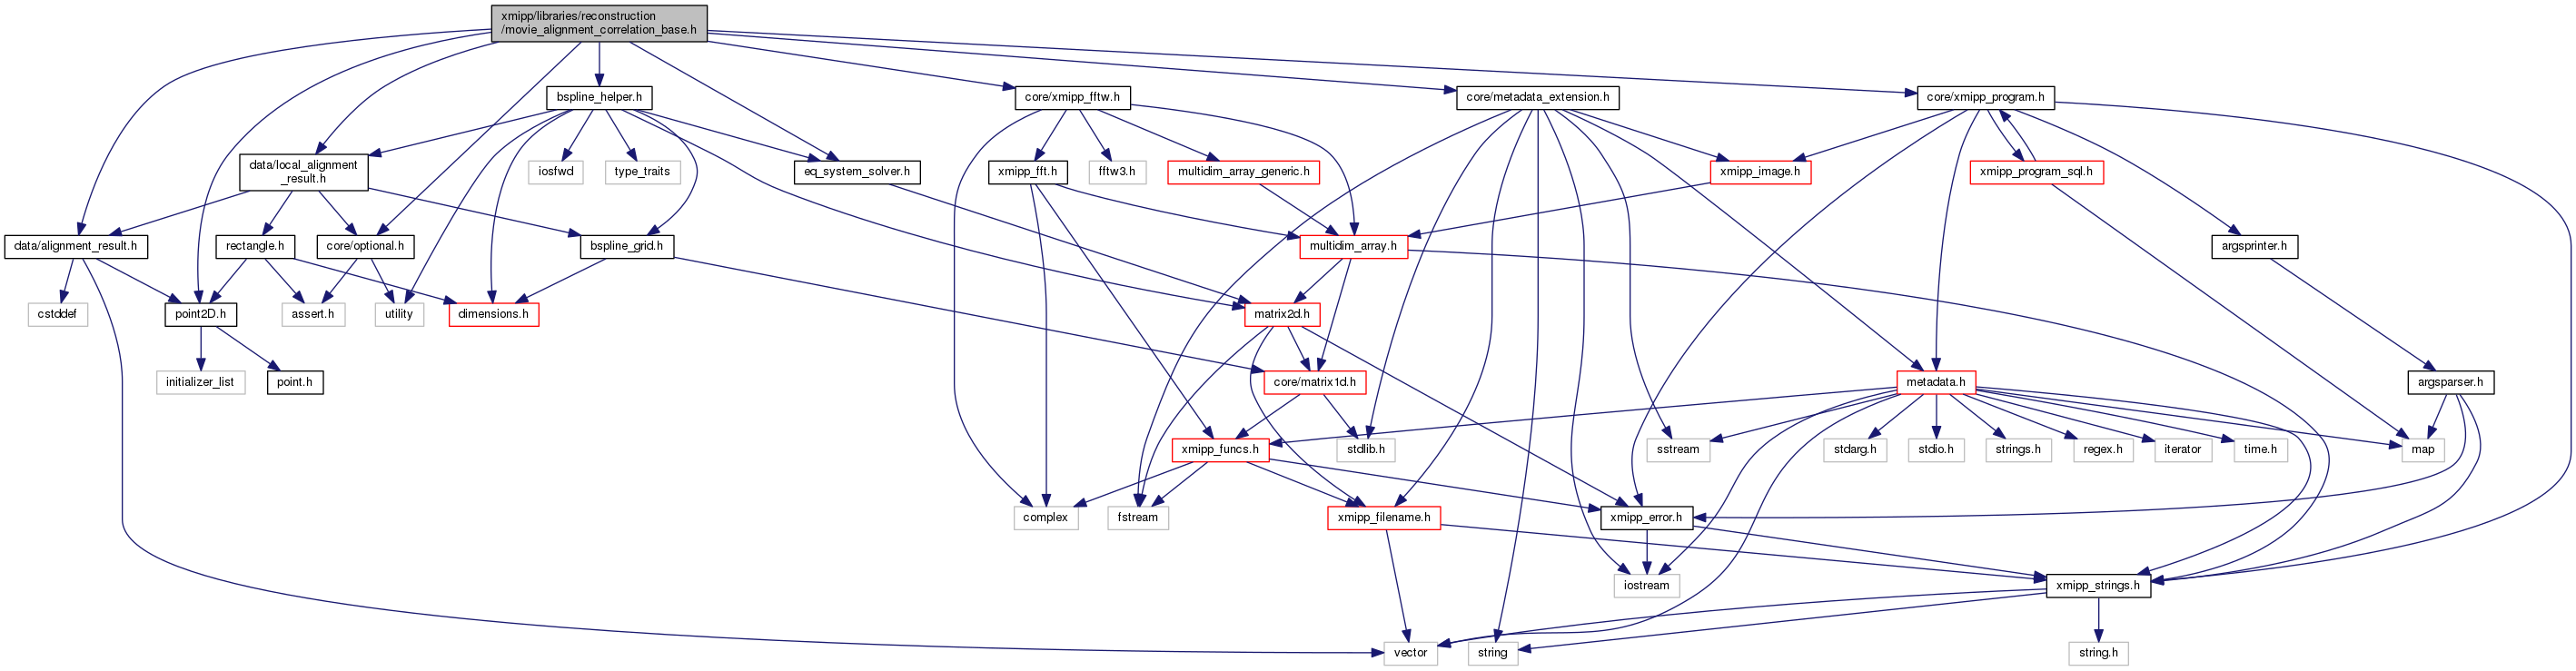 xmipp/libraries/reconstruction
/movie_alignment_correlation_base.h
bspline_helper.h
core/xmipp_fftw.h
core/metadata_extension.h
core/xmipp_program.h
data/local_alignment
_result.h
iosfwd
type_traits
eq_system_solver.h
xmipp_fft.h
fftw3.h
multidim_array_generic.h
xmipp_image.h
xmipp_program_sql.h
data/alignment_result.h
rectangle.h
core/optional.h
bspline_grid.h
multidim_array.h
argsprinter.h
cstddef
point2D.h
assert.h
utility
dimensions.h
matrix2d.h
initializer_list
point.h
core/matrix1d.h
metadata.h
argsparser.h
xmipp_funcs.h
stdlib.h
sstream
stdarg.h
stdio.h
strings.h
regex.h
iterator
time.h
map
complex
fstream
xmipp_filename.h
xmipp_error.h
iostream
xmipp_strings.h
vector
string
string.h